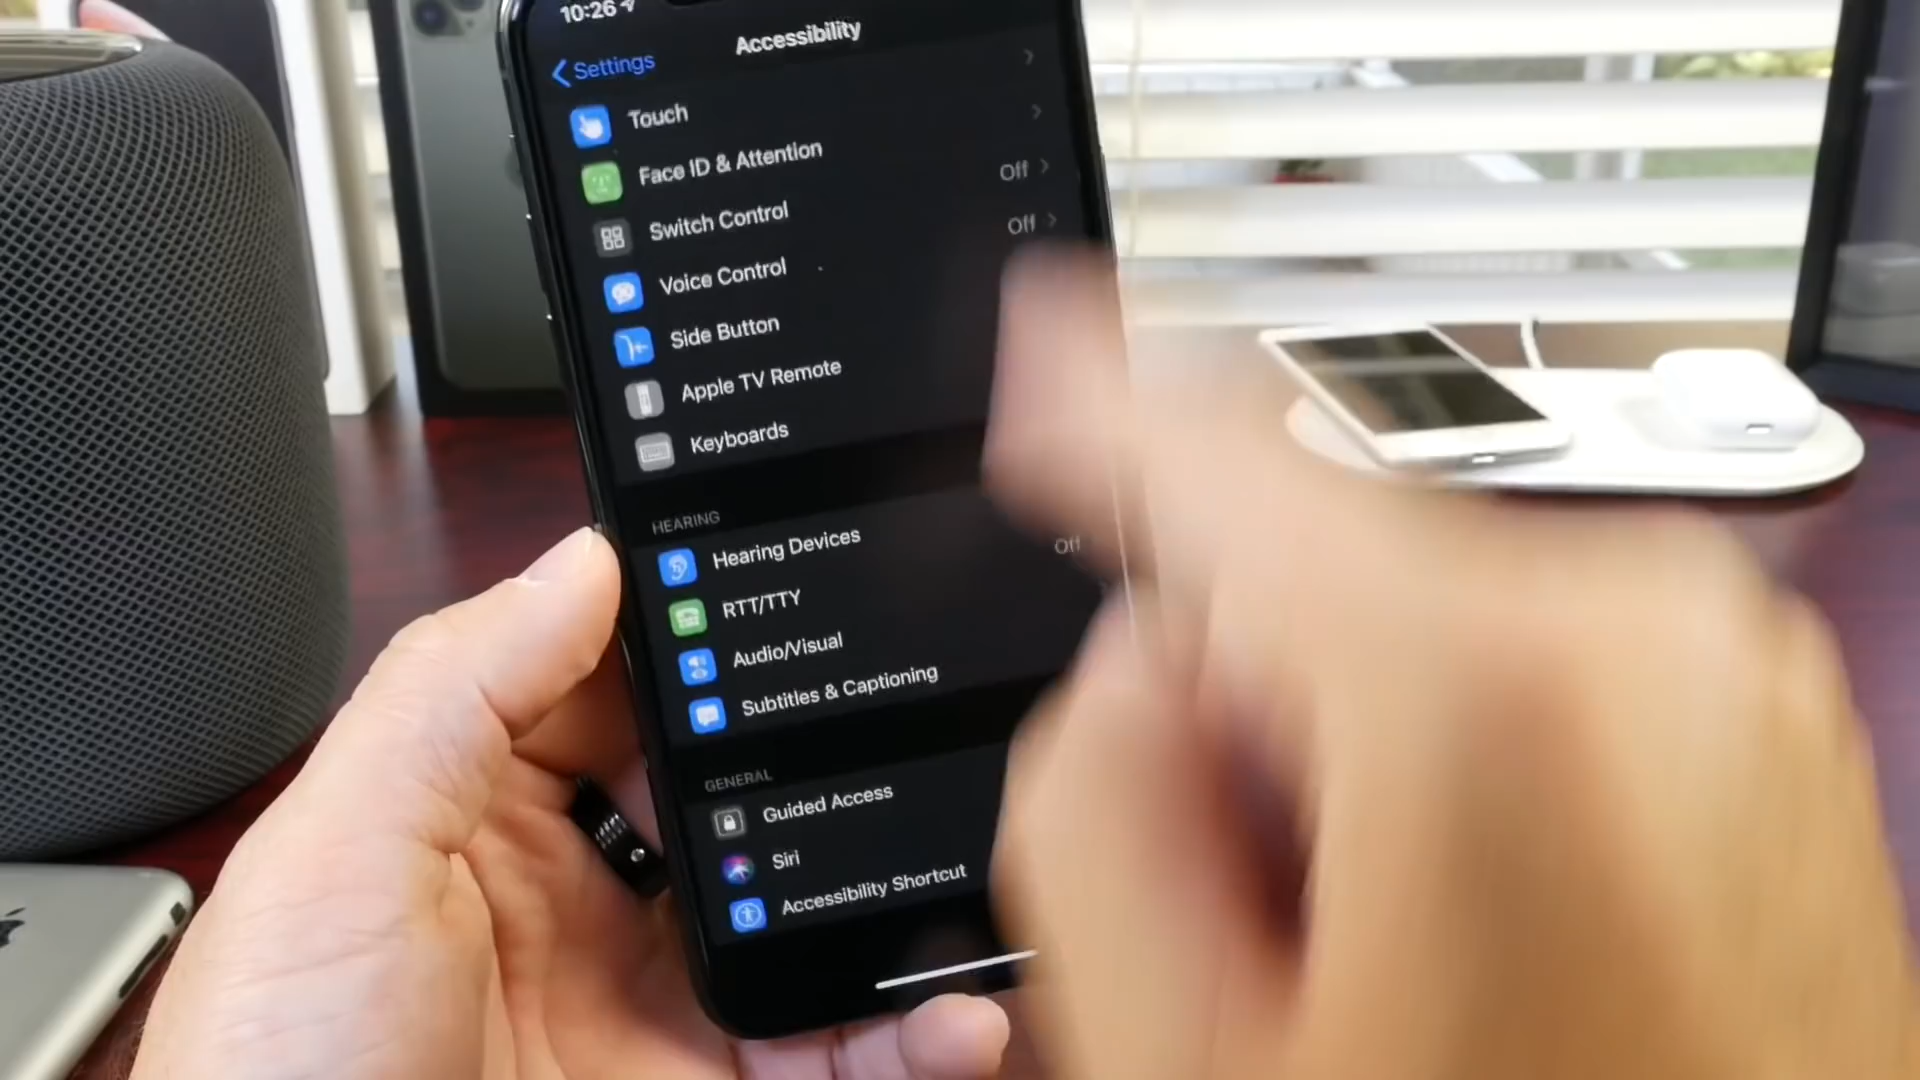 10:26
Settings
Accessibility
Touch
Face ID & Attention
Switch Control
Off
Voice Control
Off
Side Button
Apple TV Remote
Keyboards
HEARING
Hearing Devices
RTT/TTY
Off
Audio/Visual
Subtitles & Captioning
GENERAL
Guided Access
Siri
Accessibility Shortcut